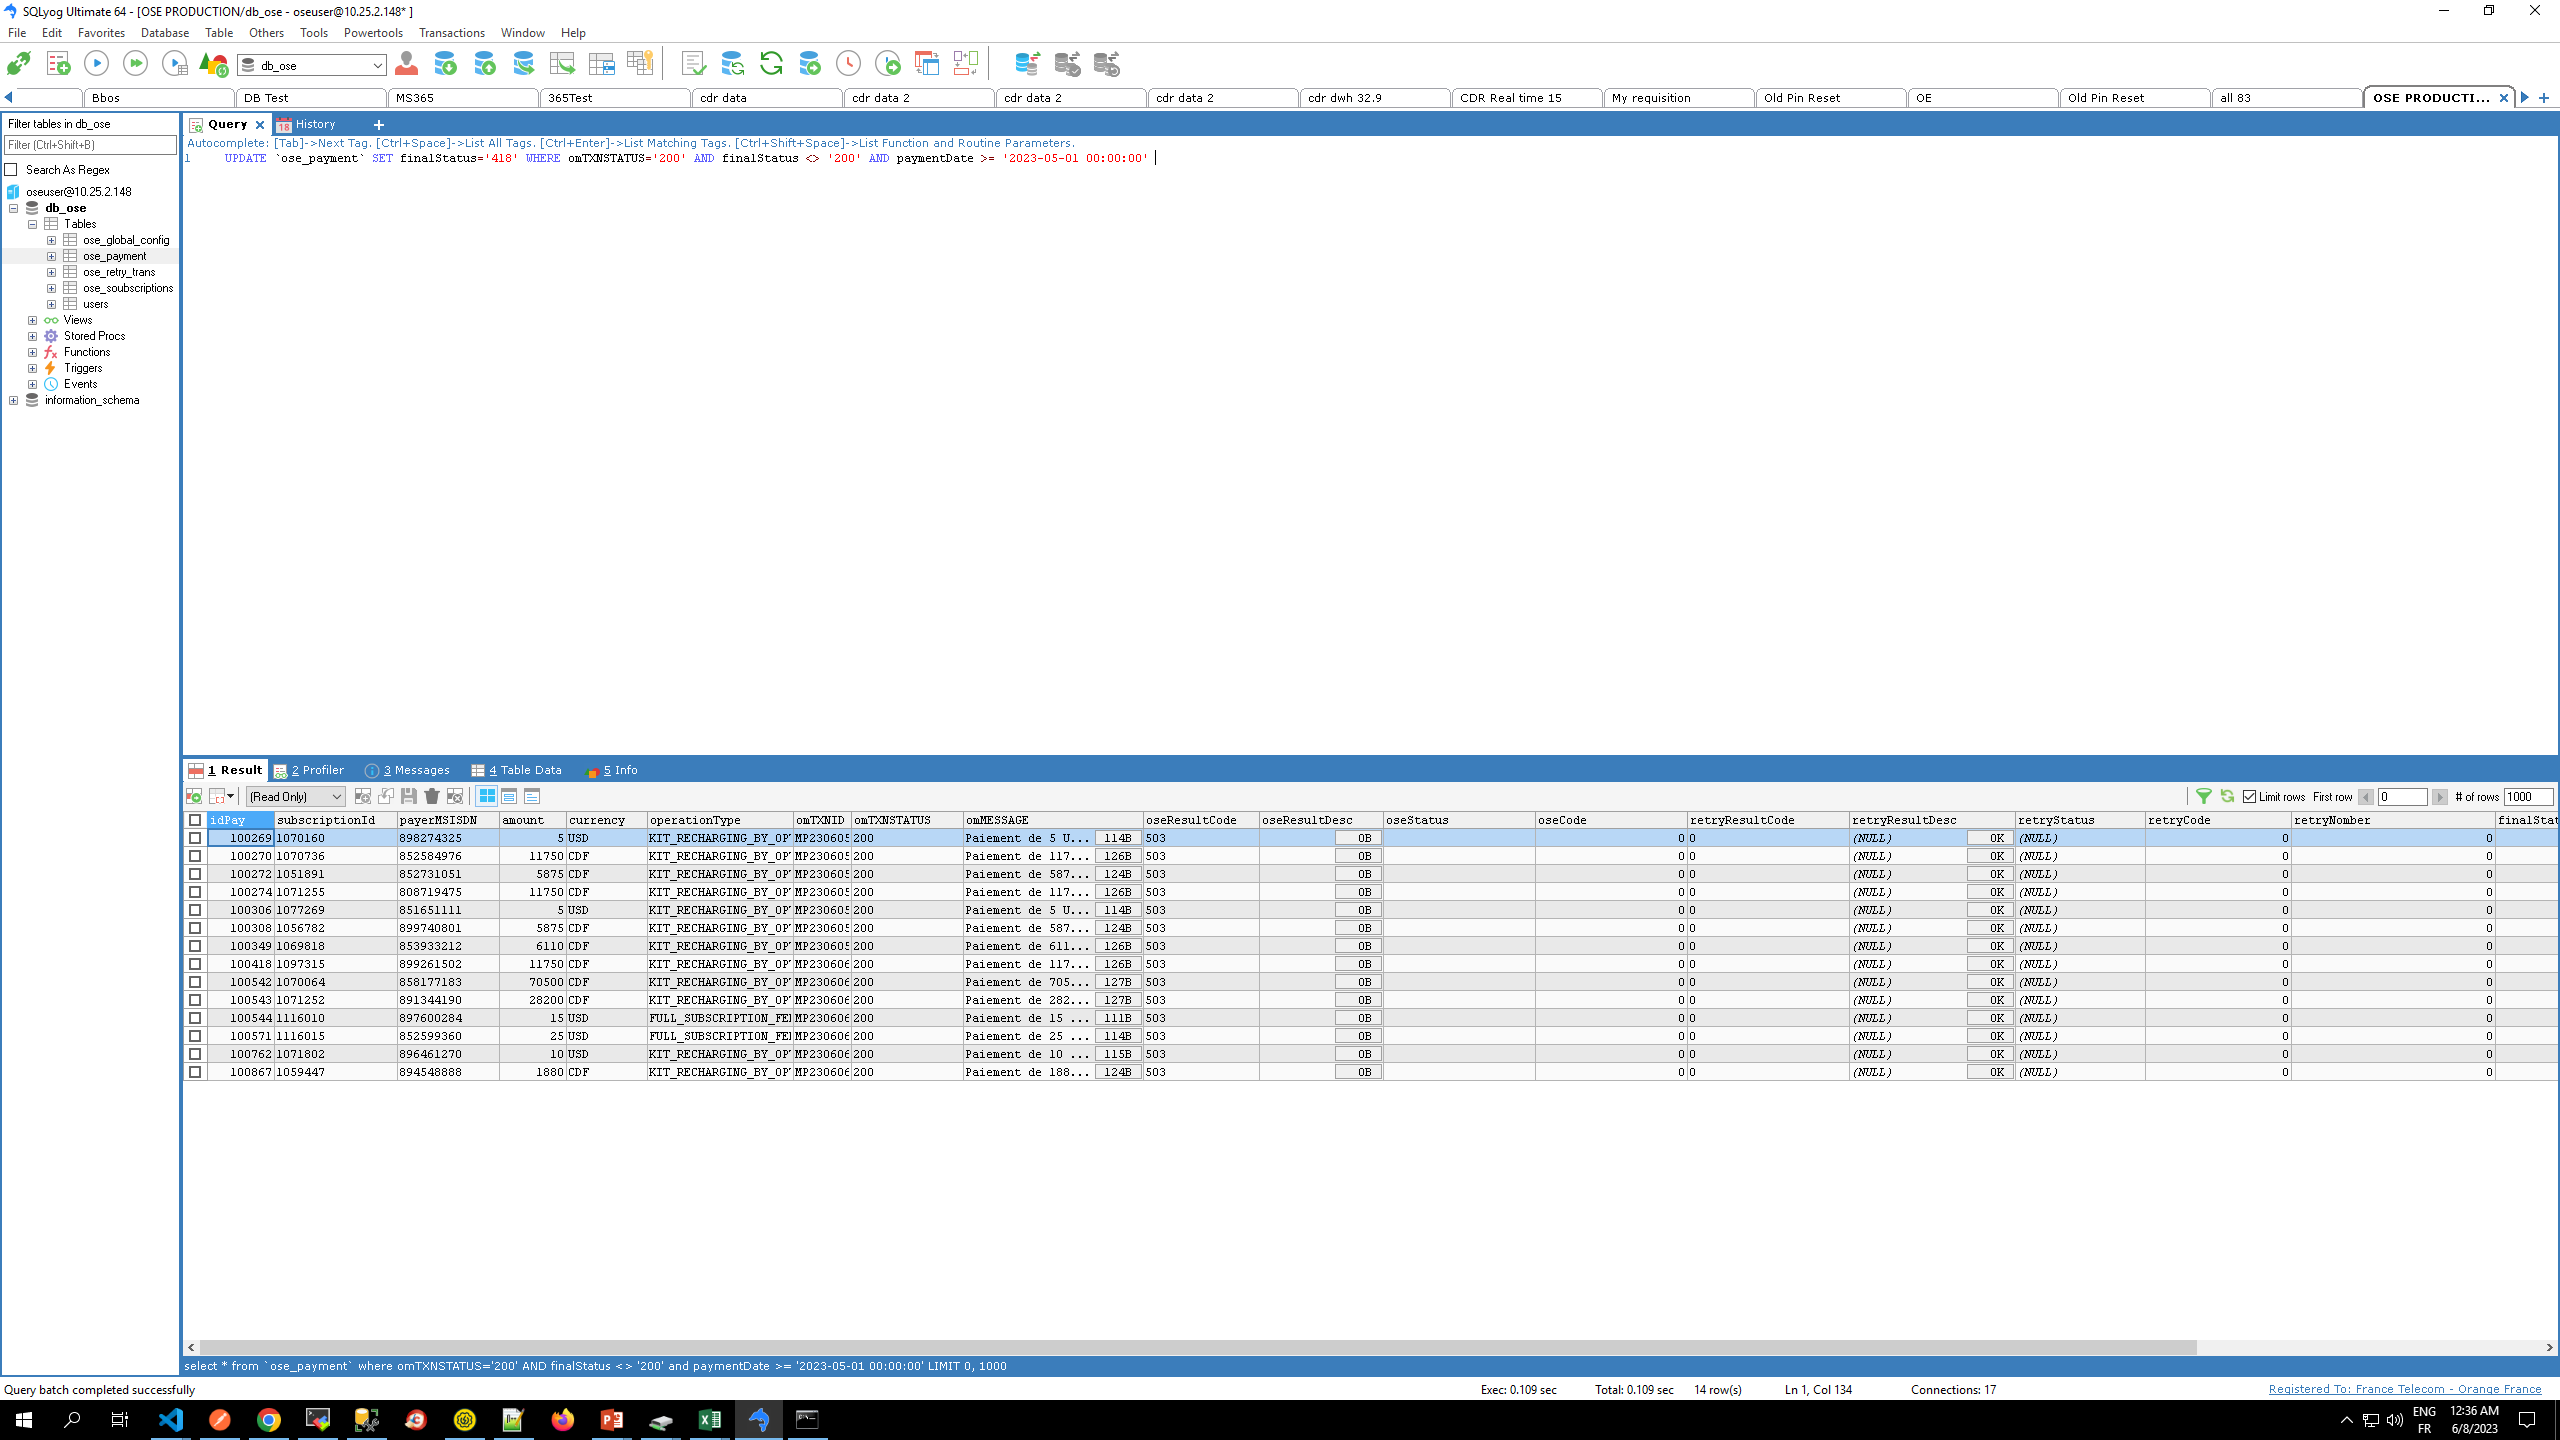 SQLyog Ultimate 64 - [OSE PRODUCTION/db_ose - oseuser@10.25.2.148* ]
File Edit Favorites Database Table Others Tools Powertools Transactions Window Help
db_ose
Bbos DB Test MS365 365Test cdr data cdr data 2 cdr data 2 cdr data 2 cdr dwh 32.9 CDR Real time 15 My requisition Old Pin Reset OE Old Pin Reset all 83 OSE PRODUCTI...
Filter tables in db_ose
Filter (Ctrl+Shift+B)
Search As Regex
oseuser@10.25.2.148
db_ose
Tables
ose_global_config
ose_payment
ose_retry_trans
ose_soubscriptions
users
Views
Stored Procs
Functions
Triggers
Events
information_schema
Query History
Autocomplete: [Tab]->Next Tag. [Ctrl+Space]->List All Tags. [Ctrl+Enter]->List Matching Tags. [Ctrl+Shift+Space]->List Function and Routine Parameters.
1 UPDATE `ose_payment` SET finalStatus='418' WHERE omTXNSTATUS='200' AND finalStatus <> '200' AND paymentDate >= '2023-05-01 00:00:00'
1 Result 2 Profiler 3 Messages 4 Table Data 5 Info
(Read Only) Limit rows First row 0 # of rows 1000
idPay subscriptionId payerMSISDN amount currency operationType omTXNID omTXNSTATUS omMESSAGE oseResultCode oseResultDesc oseStatus oseCode retryResultCode retryResultDesc retryStatus retryCode retryNomber finalStat
100269 1070160 898274325 5 USD KIT_RECHARGING_BY_OP MP230605 200 Paiement de 5 U... 114B 503 0B 0 0 (NULL) 0K (NULL) 0 0
100270 1070736 852584976 11750 CDF KIT_RECHARGING_BY_OP MP230605 200 Paiement de 117... 126B 503 0B 0 0 (NULL) 0K (NULL) 0 0
100272 1051891 852731051 5875 CDF KIT_RECHARGING_BY_OP MP230605 200 Paiement de 587... 124B 503 0B 0 0 (NULL) 0K (NULL) 0 0
100274 1071255 808719475 11750 CDF KIT_RECHARGING_BY_OP MP230605 200 Paiement de 117... 126B 503 0B 0 0 (NULL) 0K (NULL) 0 0
100306 1077269 851651111 5 USD KIT_RECHARGING_BY_OP MP230605 200 Paiement de 5 U... 114B 503 0B 0 0 (NULL) 0K (NULL) 0 0
100308 1056782 899740801 5875 CDF KIT_RECHARGING_BY_OP MP230605 200 Paiement de 587... 124B 503 0B 0 0 (NULL) 0K (NULL) 0 0
100349 1069818 853933212 6110 CDF KIT_RECHARGING_BY_OP MP230605 200 Paiement de 611... 126B 503 0B 0 0 (NULL) 0K (NULL) 0 0
100418 1097315 899261502 11750 CDF KIT_RECHARGING_BY_OP MP230606 200 Paiement de 117... 126B 503 0B 0 0 (NULL) 0K (NULL) 0 0
100542 1070064 858177183 70500 CDF KIT_RECHARGING_BY_OP MP230606 200 Paiement de 705... 127B 503 0B 0 0 (NULL) 0K (NULL) 0 0
100543 1071252 891344190 28200 CDF KIT_RECHARGING_BY_OP MP230606 200 Paiement de 282... 127B 503 0B 0 0 (NULL) 0K (NULL) 0 0
100544 1116010 897600284 15 USD FULL_SUBSCRIPTION_FE MP230606 200 Paiement de 15 ... 111B 503 0B 0 0 (NULL) 0K (NULL) 0 0
100571 1116015 852599360 25 USD FULL_SUBSCRIPTION_FE MP230606 200 Paiement de 25 ... 114B 503 0B 0 0 (NULL) 0K (NULL) 0 0
100762 1071802 896461270 10 USD KIT_RECHARGING_BY_OP MP230606 200 Paiement de 10 ... 115B 503 0B 0 0 (NULL) 0K (NULL) 0 0
100867 1059447 894548888 1880 CDF KIT_RECHARGING_BY_OP MP230606 200 Paiement de 188... 124B 503 0B 0 0 (NULL) 0K (NULL) 0 0
select * from `ose_payment` where omTXNSTATUS='200' AND finalStatus <> '200' and paymentDate >= '2023-05-01 00:00:00' LIMIT 0, 1000
Query batch completed successfully Exec: 0.109 sec Total: 0.109 sec 14 row(s) Ln 1, Col 134 Connections: 17 Registered To: France Telecom - Orange France
ENG 12:36 AM
FR 6/8/2023